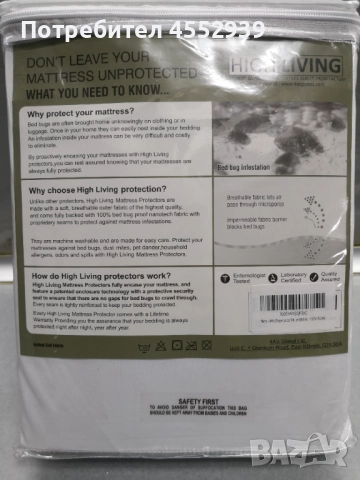 Потребител 4552939
DON'T LEAVE YOUR
MATTRESS UNPROTECTED
WHAT YOU NEED TO KNOW...
HIGH LIVING
Why protect your mattress?
Bed bugs are often brought home unknowingly on clothing or in
luggage. Once in your home they can easily nest inside your bedding.
An infestation inside your mattress can be very difficult and costly
to eliminate.
By proactively encasing your mattresses with High Living
protectors, you can rest assured knowing that your mattresses are
always fully protected.
Bed bug infestation
Why choose High Living protection?
Unlike other protectors, High Living Mattress Protectors are
made with a soft, breathable outer fabric of the highest quality,
and come fully backed with 100% bed bug proof nanotech fabric with
proprietary seams to protect against mattress infestations.
They are machine washable and are made for easy care. Protect your
mattresses against bed bugs, dust mites, pet dander household
allergens, odors and spills with High Living Mattress Protectors.
Breathable fabric lets air
pass through micropores
Impermeable fabric barrier
blocks bed bugs
How do High Living protectors work?
High Living Mattress Protectors fully encase your mattress, and
feature a patented enclosure technology with a protective security
seal to ensure that there are no gaps for bed bugs to crawl through.
Every seam is tightly reinforced to keep your bedding protected.
Every High Living Mattress Protector comes with a Lifetime
Warranty Providing you the assurance that your bedding is always
protected night after night, year after year.
Entomologist
Tested
Laboratory
Certified
Quality
Assured
SAFETY FIRST
TO AVOID DANGER OF SUFFOCATION THIS BAG
SHOULD BE KEPT AWAY FROM BABIES AND CHILDREN
bazar